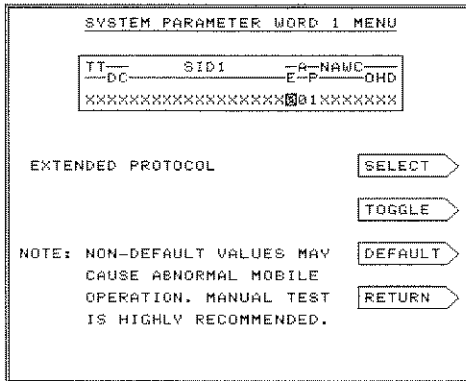 SYSTEM PARAMETER WORD 1 MENU
TT— SID1 —A—NAWC—
—DC— —E—P— OHD
XXXXXXXXXXXXXXXXXX001XXXXXXX
EXTENDED PROTOCOL
SELECT
TOGGLE
NOTE: NON-DEFAULT VALUES MAY
DEFAULT
CAUSE ABNORMAL MOBILE
OPERATION. MANUAL TEST
RETURN
IS HIGHLY RECOMMENDED.